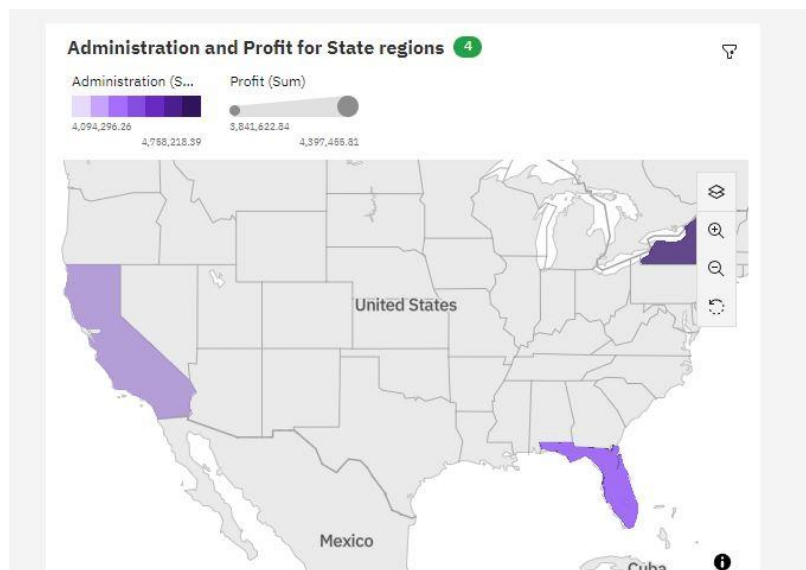 Administration and Profit for State regions 4
Administration (S... Profit (Sum)
4,094,296.26 3,841,622.84
4,758,218.39 4,397,455.81
United States
Mexico
Cuba